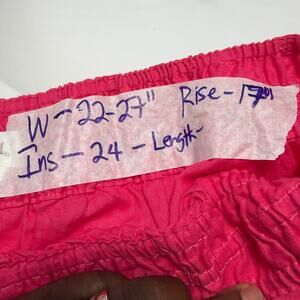 W - 22-27" Rise - 17"
Ins - 24 - Length -